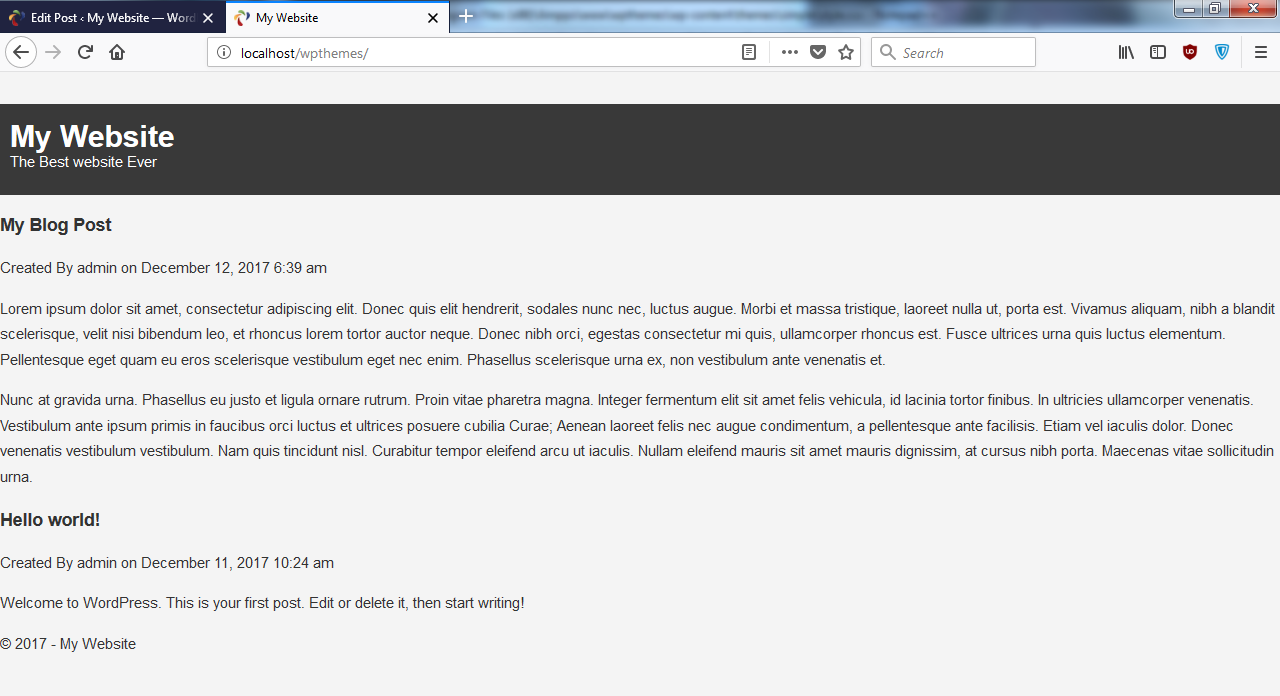 Edit Post ‹ My Website — Word
My Website
localhost/wpthemes/
Search
My Website
The Best website Ever
My Blog Post
Created By admin on December 12, 2017 6:39 am
Lorem ipsum dolor sit amet, consectetur adipiscing elit. Donec quis elit hendrerit, sodales nunc nec, luctus augue. Morbi et massa tristique, laoreet nulla ut, porta est. Vivamus aliquam, nibh a blandit
scelerisque, velit nisi bibendum leo, et rhoncus lorem tortor auctor neque. Donec nibh orci, egestas consectetur mi quis, ullamcorper rhoncus est. Fusce ultrices urna quis luctus elementum.
Pellentesque eget quam eu eros scelerisque vestibulum eget nec enim. Phasellus scelerisque urna ex, non vestibulum ante venenatis et.
Nunc at gravida urna. Phasellus eu justo et ligula ornare rutrum. Proin vitae pharetra magna. Integer fermentum elit sit amet felis vehicula, id lacinia tortor finibus. In ultricies ullamcorper venenatis.
Vestibulum ante ipsum primis in faucibus orci luctus et ultrices posuere cubilia Curae; Aenean laoreet felis nec augue condimentum, a pellentesque ante facilisis. Etiam vel iaculis dolor. Donec
venenatis vestibulum vestibulum. Nam quis tincidunt nisl. Curabitur tempor eleifend arcu ut iaculis. Nullam eleifend mauris sit amet mauris dignissim, at cursus nibh porta. Maecenas vitae sollicitudin
urna.
Hello world!
Created By admin on December 11, 2017 10:24 am
Welcome to WordPress. This is your first post. Edit or delete it, then start writing!
© 2017 - My Website